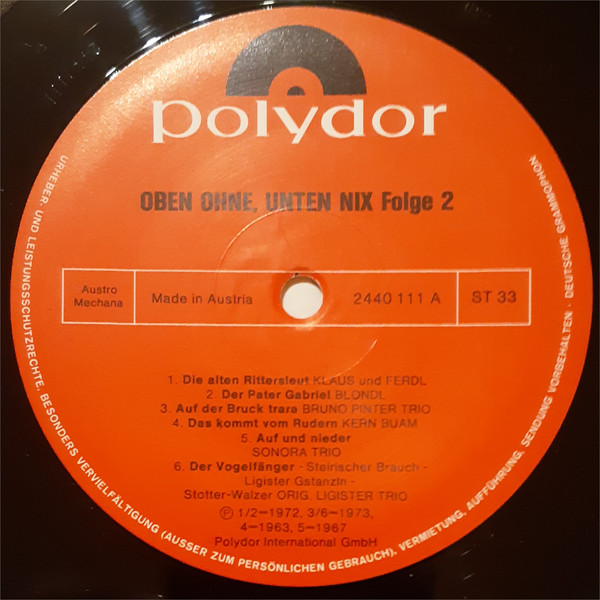 polydor
OBEN OHNE, UNTEN NIX Folge 2
Austro
Mechana
Made in Austria
2440 111 A
ST 33
1. Die alten Rittersleut KLAUS und FERDL
2. Der Pater Gabriel BLONDL
3. Auf der Bruck trara BRUNO PINTER TRIO
4. Das kommt vom Rudern KERN BUAM
5. Auf und nieder
SONORA TRIO
6. Der Vogelfänger - Steirischer Brauch -
Ligister Gstanzln -
Stotter-Walzer ORIG. LIGISTER TRIO
Ⓟ 1/2-1972, 3/6-1973,
4-1963, 5-1967
Polydor International GmbH
URHEBER- UND LEISTUNGSSCHUTZRECHTE, BESONDERS VERVIELFÄLTIGUNG (AUSSER ZUM PERSÖNLICHEN GEBRAUCH), VERMIETUNG, AUFFÜHRUNG, SENDUNG VORBEHALTEN · DEUTSCHE GRAMMOPHON